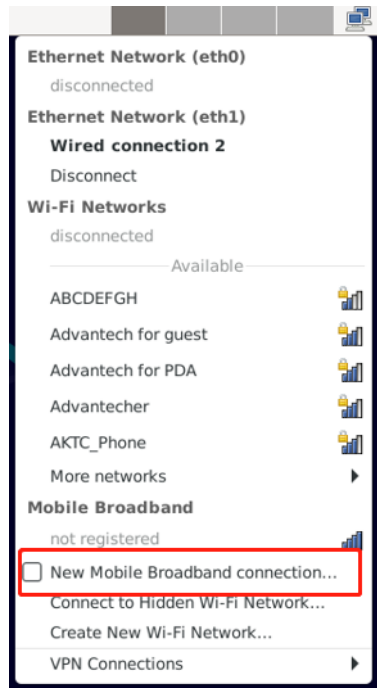 Ethernet Network (eth0)
disconnected
Ethernet Network (eth1)
Wired connection 2
Disconnect
Wi-Fi Networks
disconnected
Available
ABCDEFGH
Advantech for guest
Advantech for PDA
Advantecher
AKTC_Phone
More networks
Mobile Broadband
not registered
New Mobile Broadband connection...
Connect to Hidden Wi-Fi Network...
Create New Wi-Fi Network...
VPN Connections